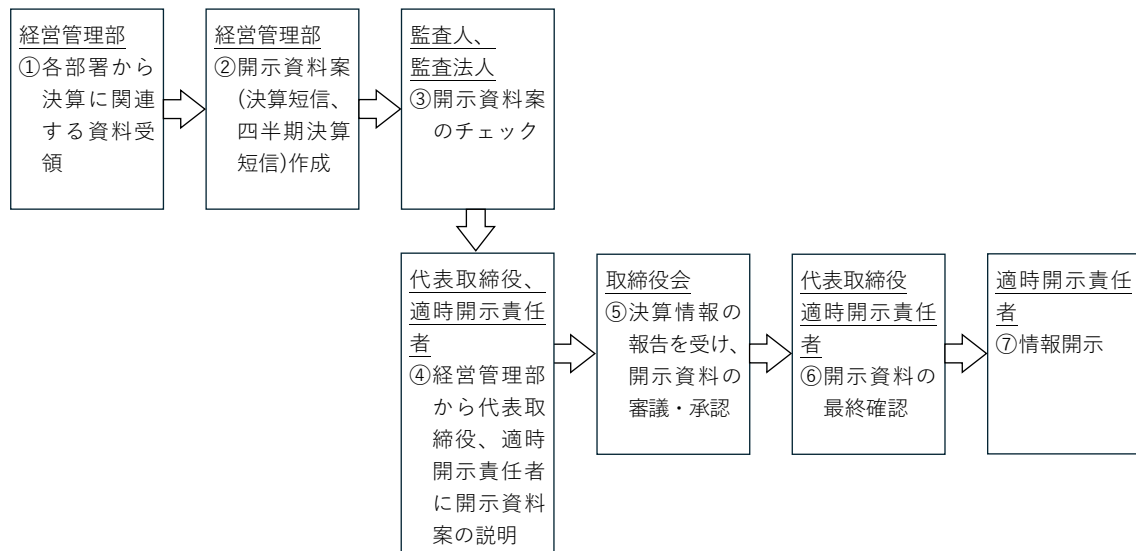 経営管理部
①各部署から
決算に関連
する資料受
領
経営管理部
②開示資料案
(決算短信、
四半期決算
短信)作成
監査人、
監査法人
③開示資料案
のチェック
代表取締役、
適時開示責任
者
④経営管理部
から代表取
締役、適時
開示責任者
に開示資料
案の説明
取締役会
⑤決算情報の
報告を受け、
開示資料の
審議・承認
代表取締役
適時開示責任
者
⑥開示資料の
最終確認
適時開示責任
者
⑦情報開示